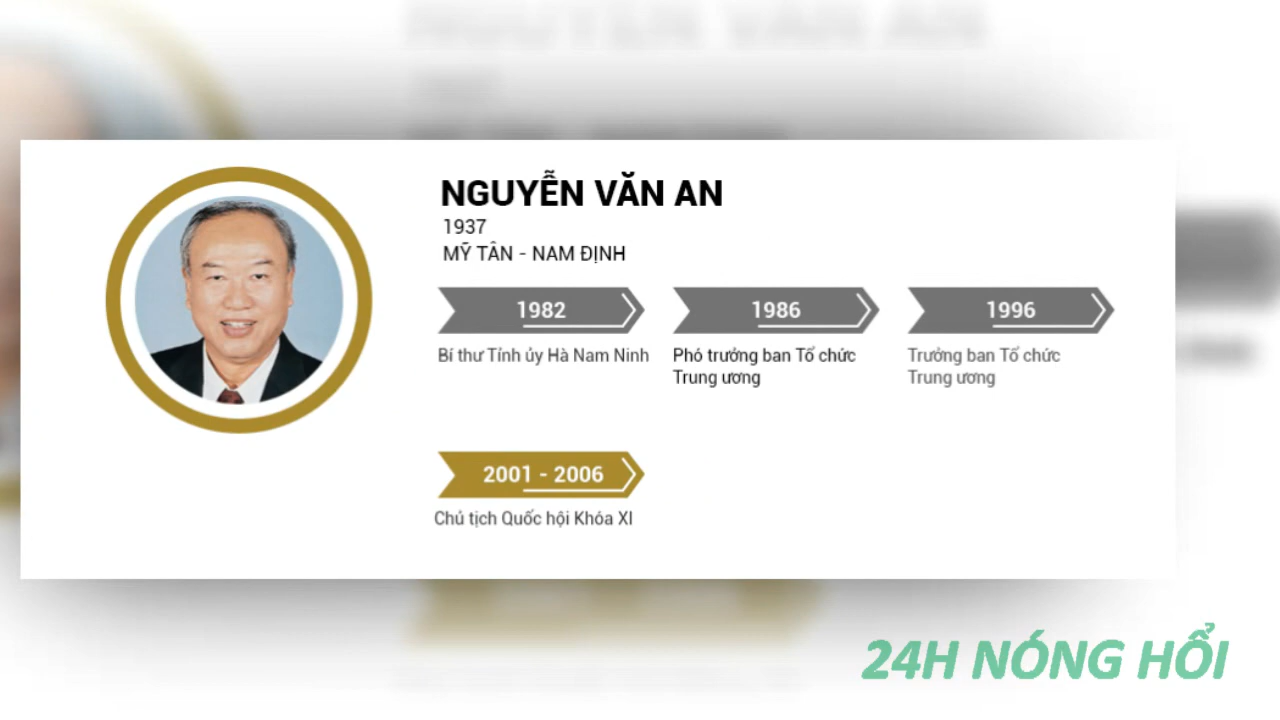 NGUYỄN VĂN AN
1937
MỸ TÂN - NAM ĐỊNH
1982
1986
1996
Bí thư Tỉnh ủy Hà Nam Ninh
Phó trưởng ban Tổ chức
Trung ương
Trưởng ban Tổ chức
Trung ương
2001 - 2006
Chủ tịch Quốc hội Khóa XI
24H NÓNG HỔI